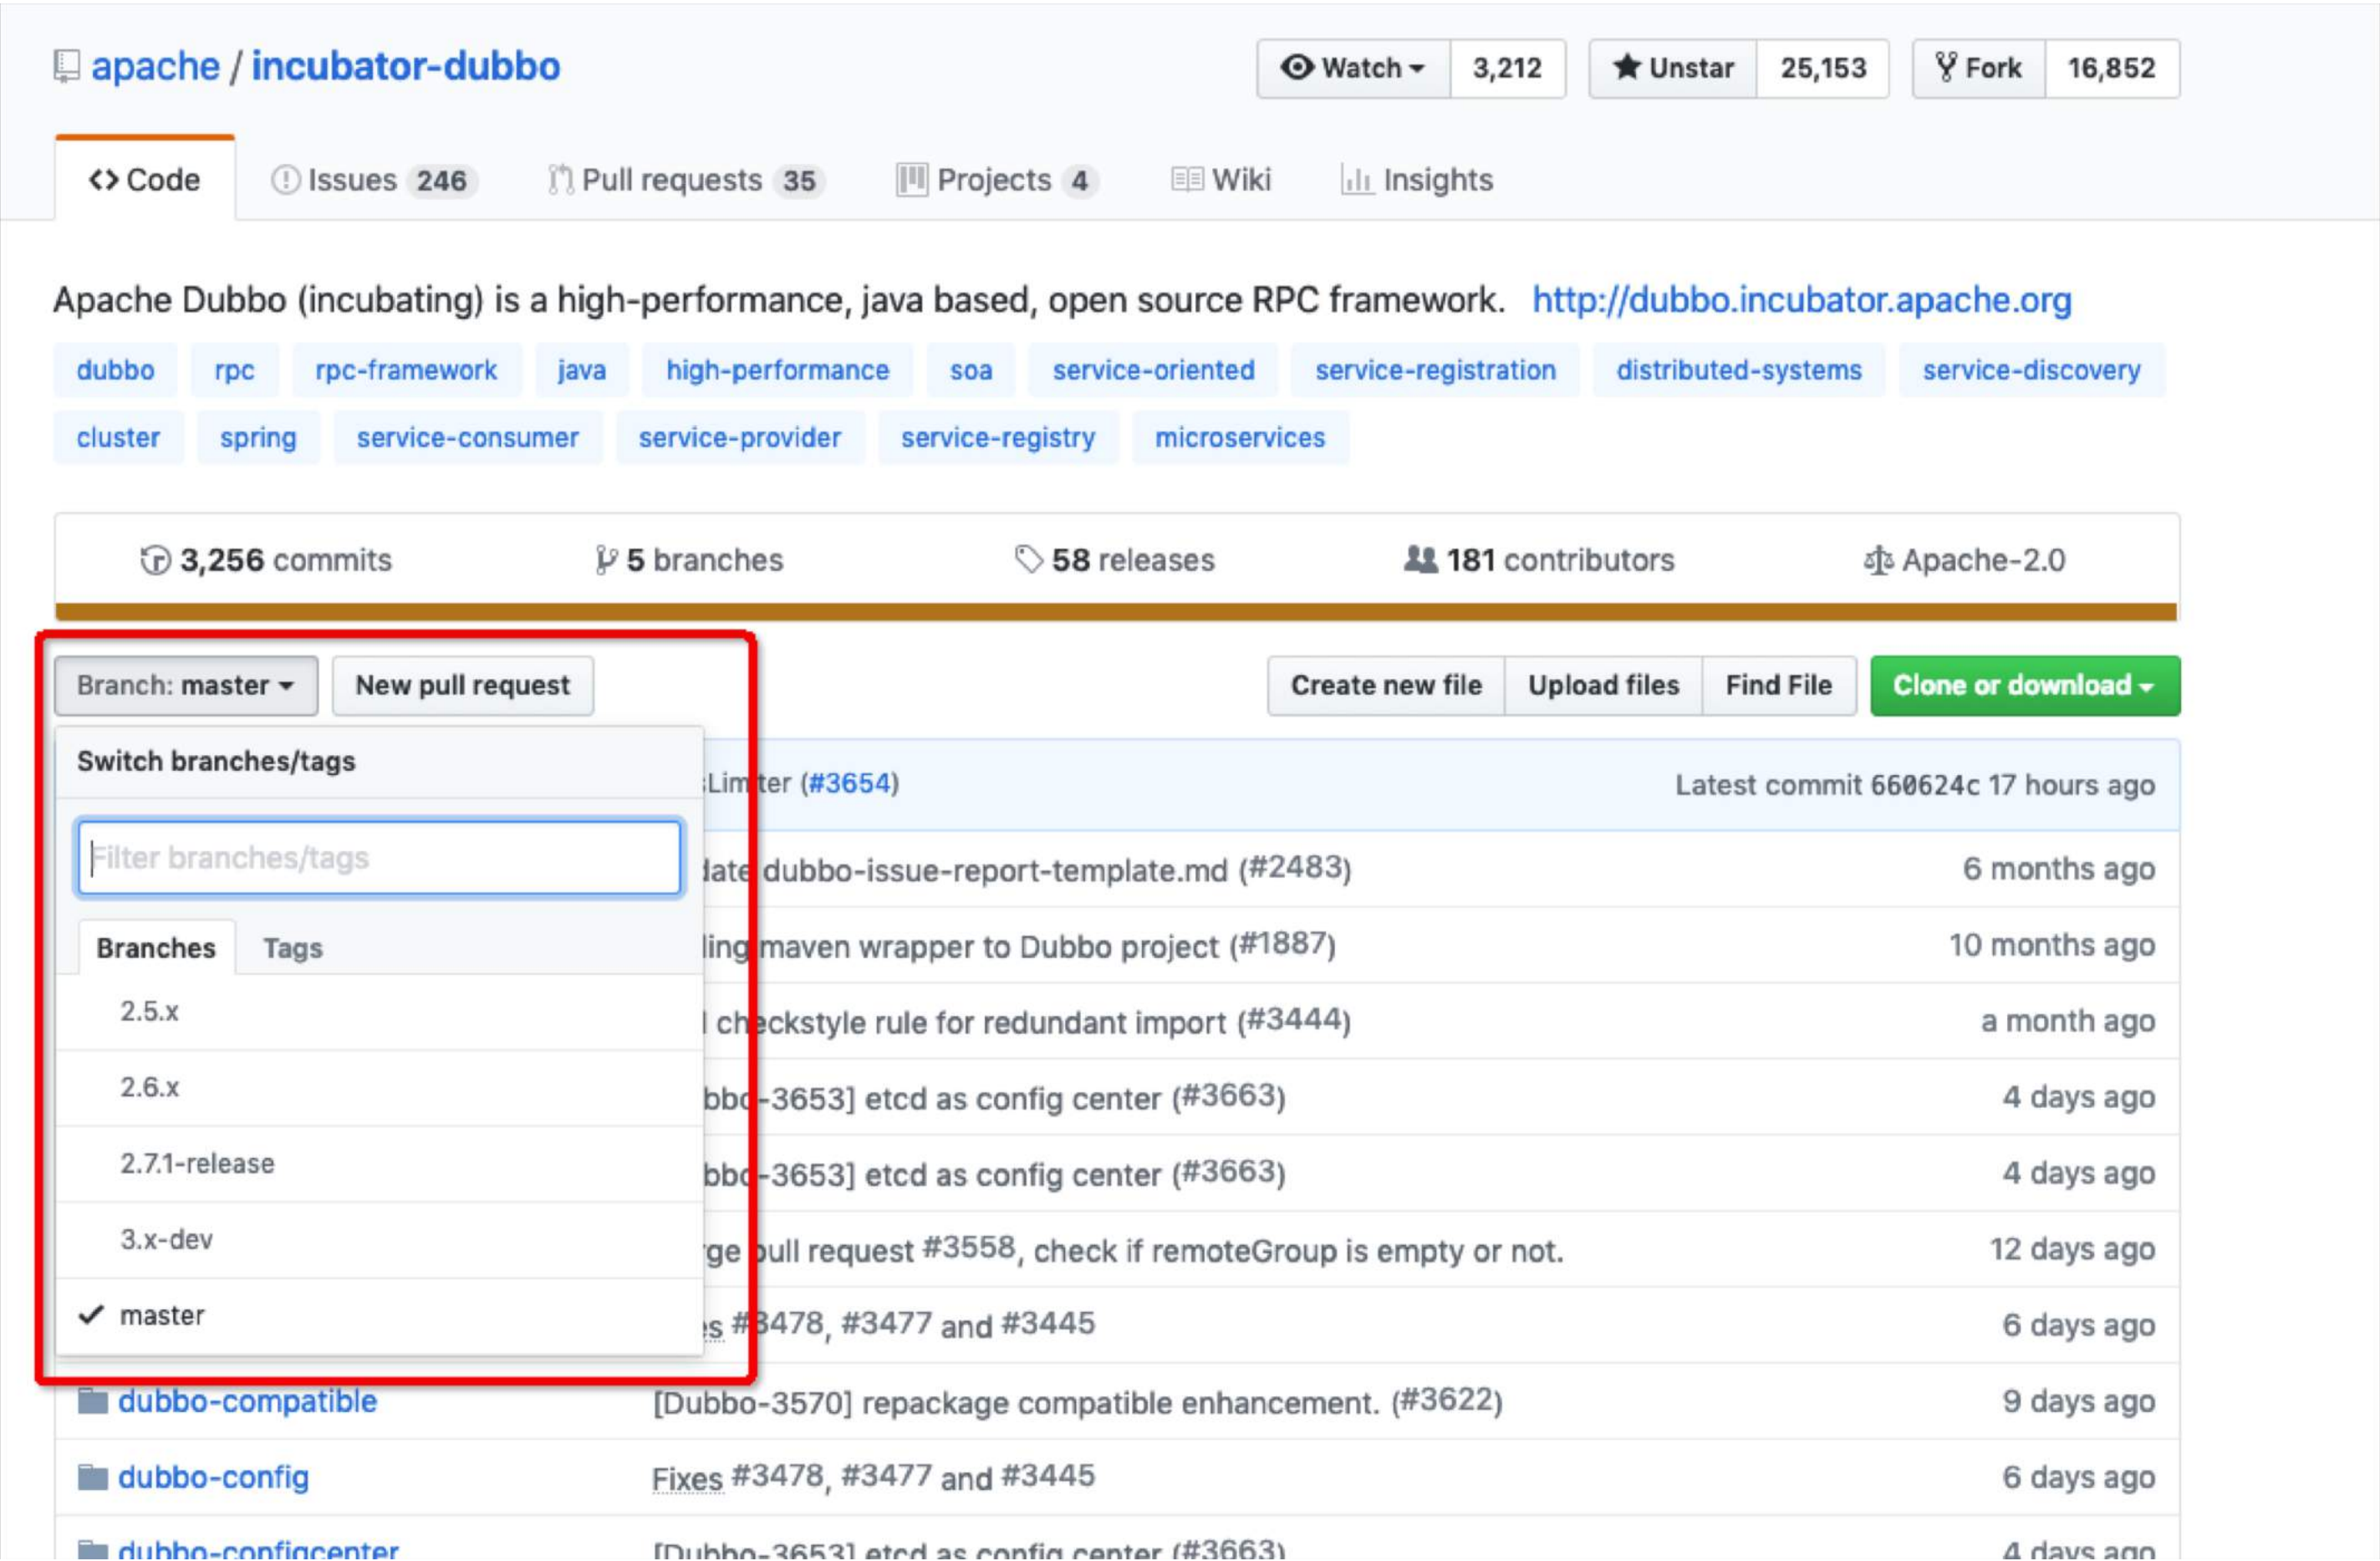 apache / incubator-dubbo
Watch 3,212 Unstar 25,153 Fork 16,852
Code Issues 246 Pull requests 35 Projects 4 Wiki Insights
Apache Dubbo (incubating) is a high-performance, java based, open source RPC framework. http://dubbo.incubator.apache.org
dubbo rpc rpc-framework java high-performance soa service-oriented service-registration distributed-systems service-discovery
cluster spring service-consumer service-provider service-registry microservices
3,256 commits 5 branches 58 releases 181 contributors Apache-2.0
Branch: master New pull request Create new file Upload files Find File Clone or download
Switch branches/tags
Limiter (#3654) Latest commit 660624c 17 hours ago
Filter branches/tags
date dubbo-issue-report-template.md (#2483) 6 months ago
Branches Tags
ling maven wrapper to Dubbo project (#1887) 10 months ago
2.5.x
checkstyle rule for redundant import (#3444) a month ago
2.6.x
bbo-3653] etcd as config center (#3663) 4 days ago
2.7.1-release
bbo-3653] etcd as config center (#3663) 4 days ago
3.x-dev
ge pull request #3558, check if remoteGroup is empty or not. 12 days ago
master
es #3478, #3477 and #3445 6 days ago
dubbo-compatible [Dubbo-3570] repackage compatible enhancement. (#3622) 9 days ago
dubbo-config Fixes #3478, #3477 and #3445 6 days ago
dubbo-configcenter [Dubbo-3653] etcd as config center (#3663) 4 days ago